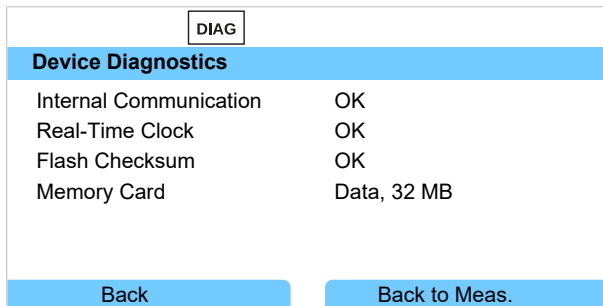 DIAG
Device Diagnostics
Internal Communication OK
Real-Time Clock OK
Flash Checksum OK
Memory Card Data, 32 MB
Back Back to Meas.